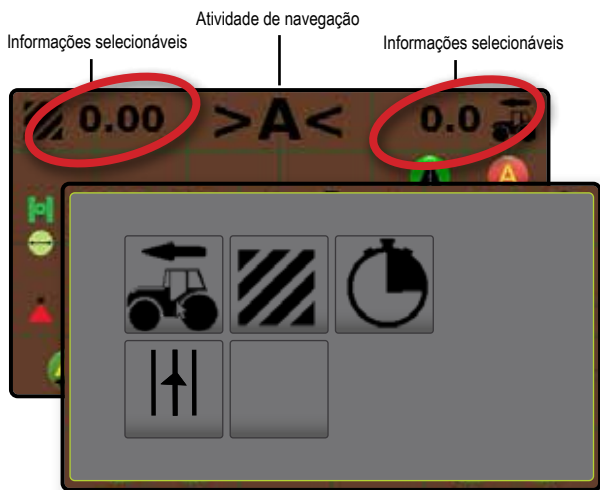 Atividade de navegação
Informações selecionáveis
Informações selecionáveis
0.00 >A< 0.0
A